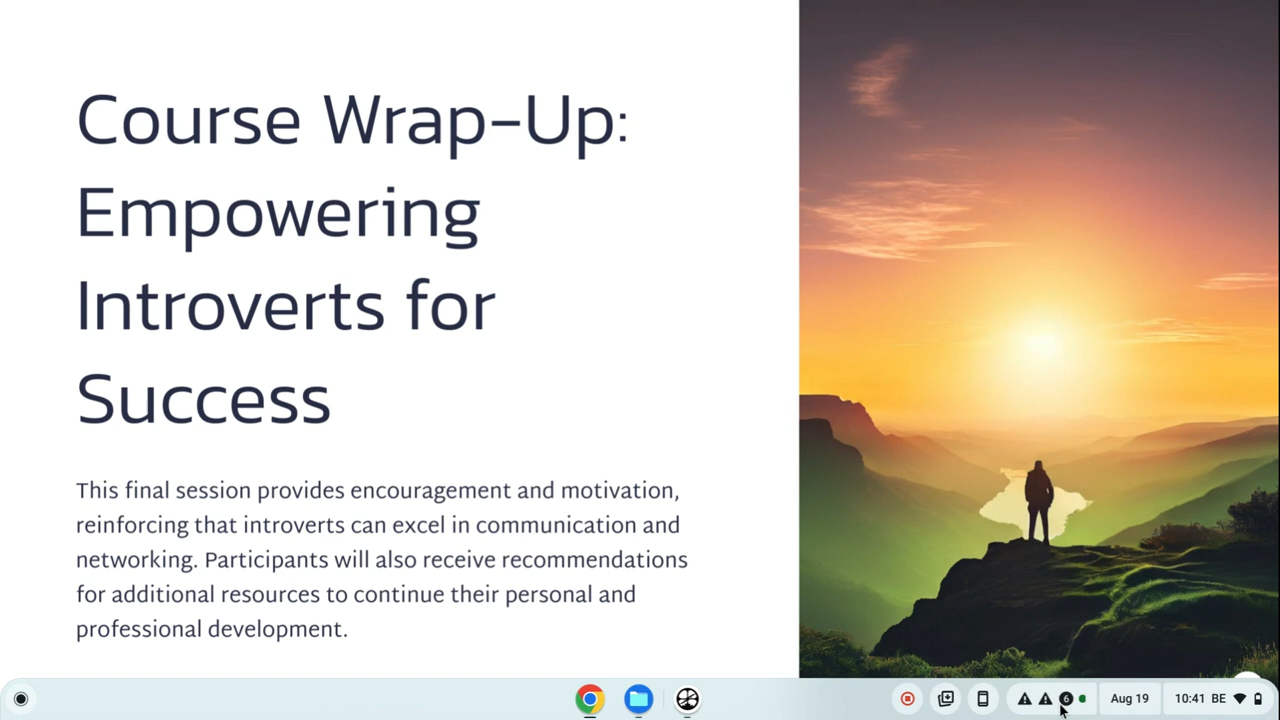 Course Wrap-Up:
Empowering
Introverts for
Success
This final session provides encouragement and motivation,
reinforcing that introverts can excel in communication and
networking. Participants will also receive recommendations
for additional resources to continue their personal and
professional development.
6
Aug 19
10:41 BE